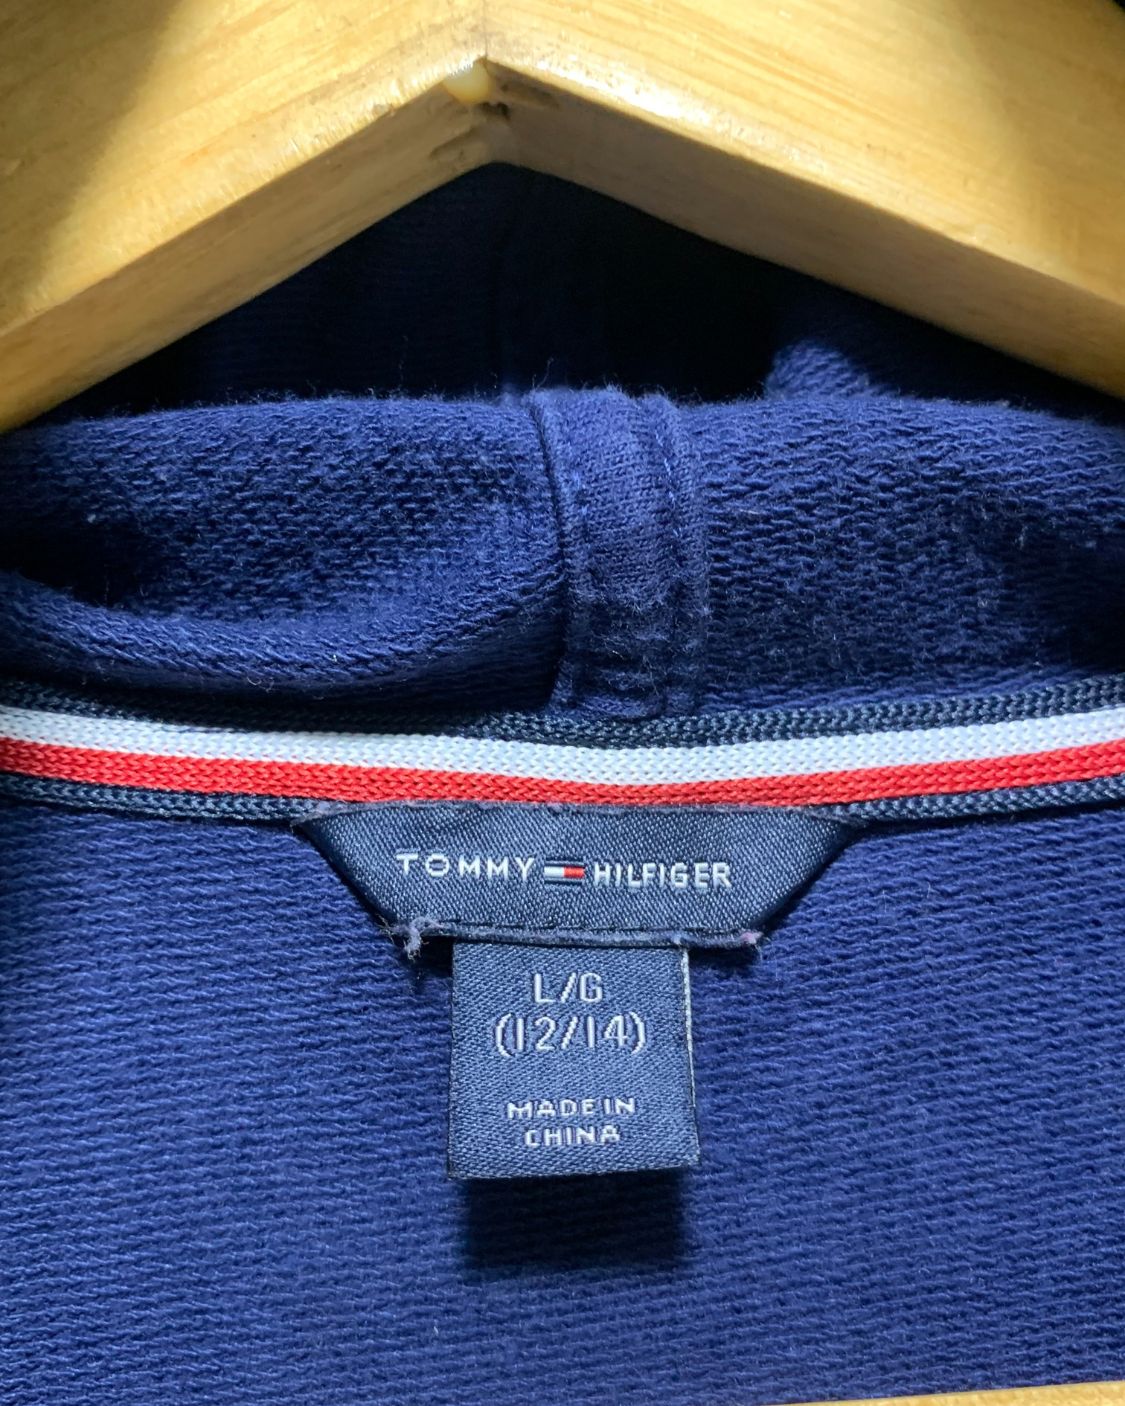 TOMMY HILFIGER
L/G
(12/14)
MADE IN
CHINA